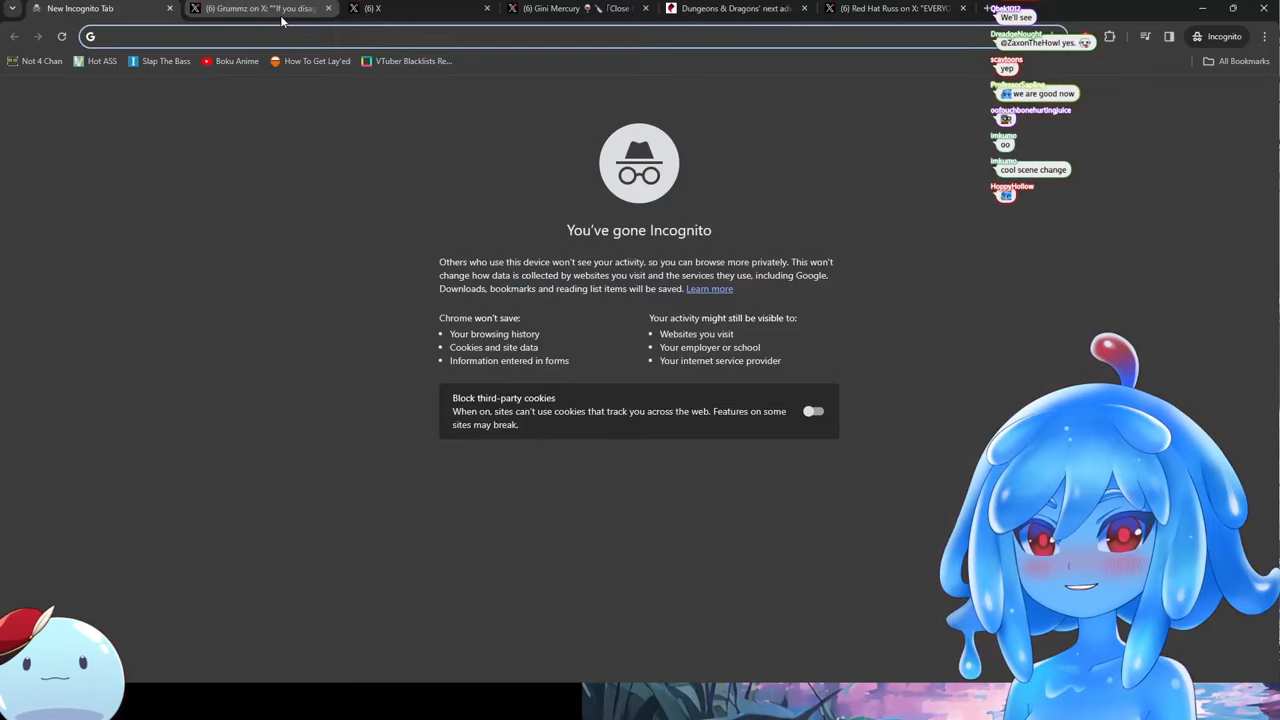 New Incognito Tab
(6) Grummz on X: "“If you disag
(6) X
(6) Gini Mercury 「Close
Dungeons & Dragons' next adv
(6) Red Hat Russ on X: "EVERYO
Incognito
Hot 4 Chan
Hot ASS
Slap The Bass
Boku Anime
How To Get Lay'ed
VTuber Blacklists Re...
All Bookmarks
We'll see
DreadgeNought
@ZaxonTheHowl yes.
scavtoons
yep
we are good now
oofouchbonehurtingjuice
imkumo
oo
imkumo
cool scene change
HoppyHollow
You've gone Incognito
Others who use this device won't see your activity, so you can browse more privately. This won't
change how data is collected by websites you visit and the services they use, including Google.
Downloads, bookmarks and reading list items will be saved. Learn more
Chrome won't save:
Your browsing history
Cookies and site data
Information entered in forms
Your activity might still be visible to:
Websites you visit
Your employer or school
Your internet service provider
Block third-party cookies
When on, sites can't use cookies that track you across the web. Features on some
sites may break.